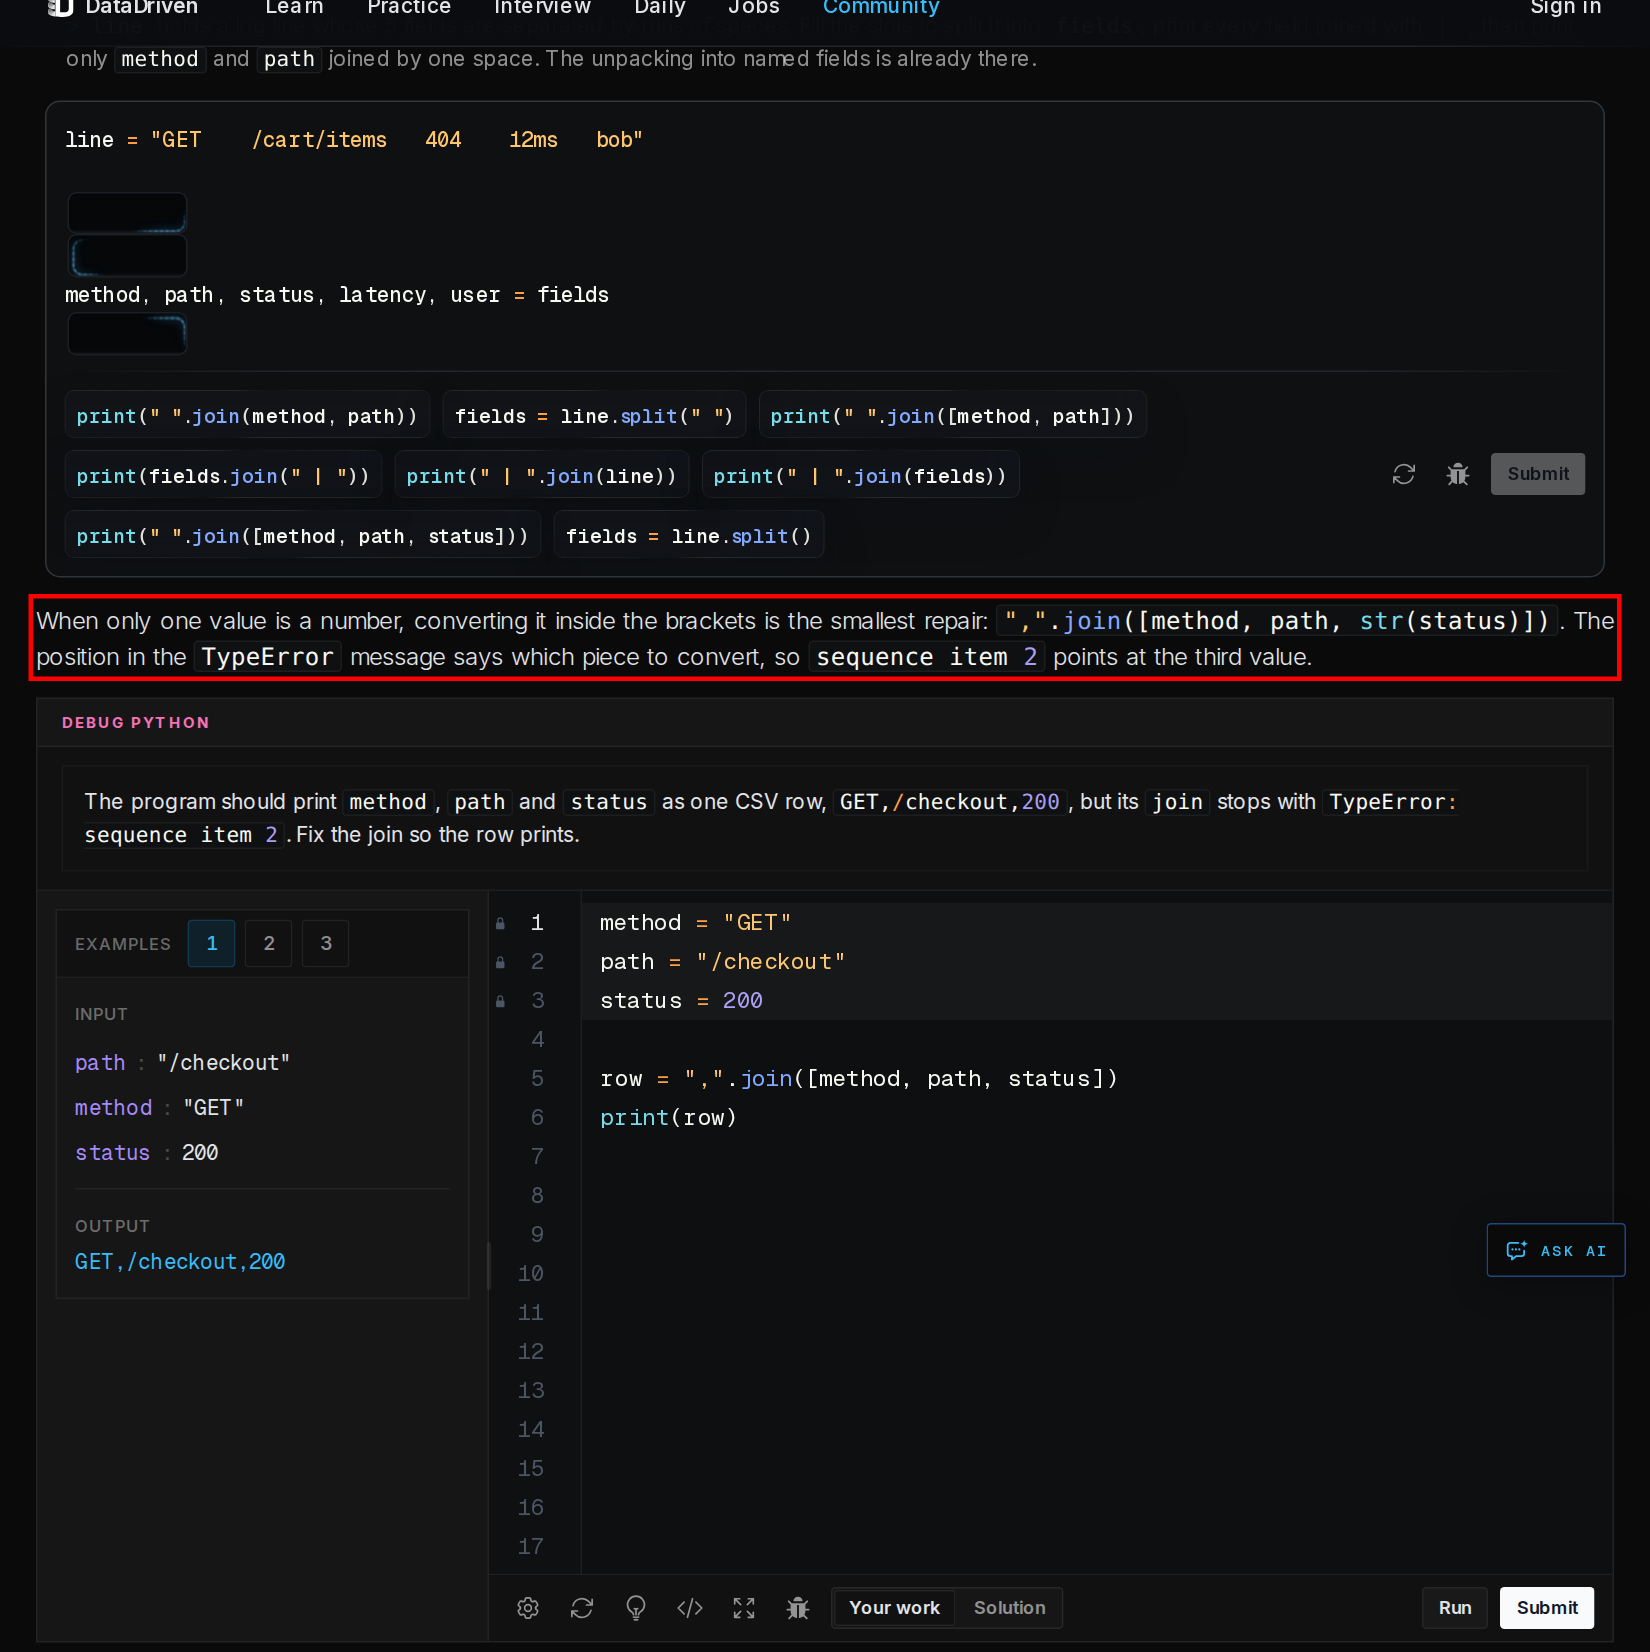 DataDriven Learn Practice Interview Daily Jobs Community Sign In
only method and path joined by one space. The unpacking into named fields is already there.
line = "GET    /cart/items   404    12ms   bob"
method, path, status, latency, user = fields
print(" ".join(method, path)) fields = line.split(" ") print(" ".join([method, path]))
print(fields.join(" | ")) print(" | ".join(line)) print(" | ".join(fields)) Submit
print(" ".join([method, path, status])) fields = line.split()
When only one value is a number, converting it inside the brackets is the smallest repair: ",".join([method, path, str(status)]). The
position in the TypeError message says which piece to convert, so sequence item 2 points at the third value.
DEBUG PYTHON
The program should print method, path and status as one CSV row, GET,/checkout,200, but its join stops with TypeError:
sequence item 2. Fix the join so the row prints.
EXAMPLES 1 2 3
INPUT
path : "/checkout"
method : "GET"
status : 200
OUTPUT
GET,/checkout,200
1 method = "GET"
2 path = "/checkout"
3 status = 200
4
5 row = ",".join([method, path, status])
6 print(row)
7
8
9
10
11
12
13
14
15
16
17
ASK AI
Your work Solution Run Submit